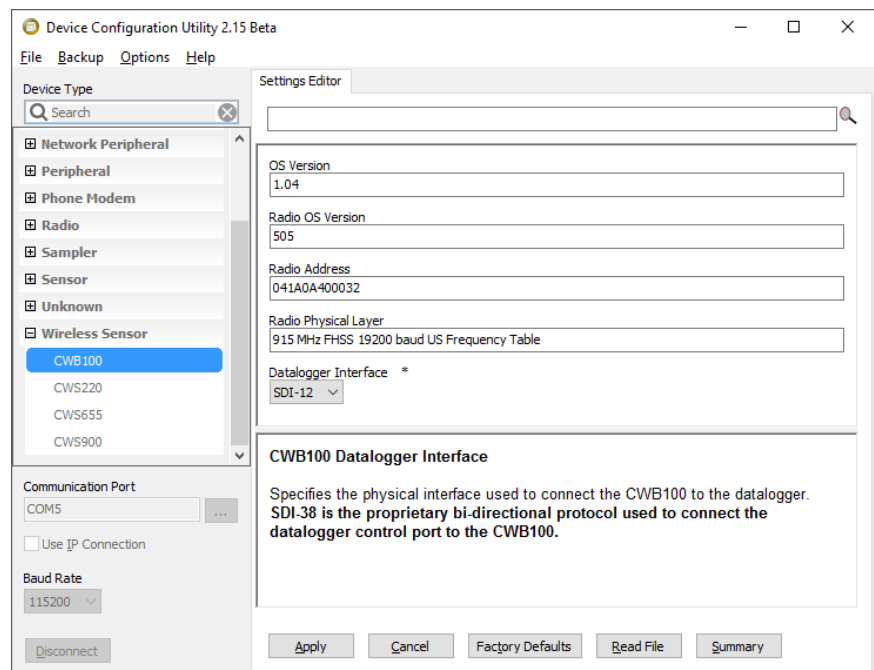 Device Configuration Utility 2.15 Beta
File Backup Options Help
Device Type
Search
Network Peripheral
Peripheral
Phone Modem
Radio
Sampler
Sensor
Unknown
Wireless Sensor
CWB100
CWS220
CWS655
CWS900
Communication Port
COM5
...
Use IP Connection
Baud Rate
115200
Disconnect
Settings Editor
OS Version
1.04
Radio OS Version
505
Radio Address
041A0A400032
Radio Physical Layer
915 MHz FHSS 19200 baud US Frequency Table
Datalogger Interface *
SDI-12
CWB100 Datalogger Interface
Specifies the physical interface used to connect the CWB100 to the datalogger.
SDI-38 is the proprietary bi-directional protocol used to connect the
datalogger control port to the CWB100.
Apply Cancel Factory Defaults Read File Summary